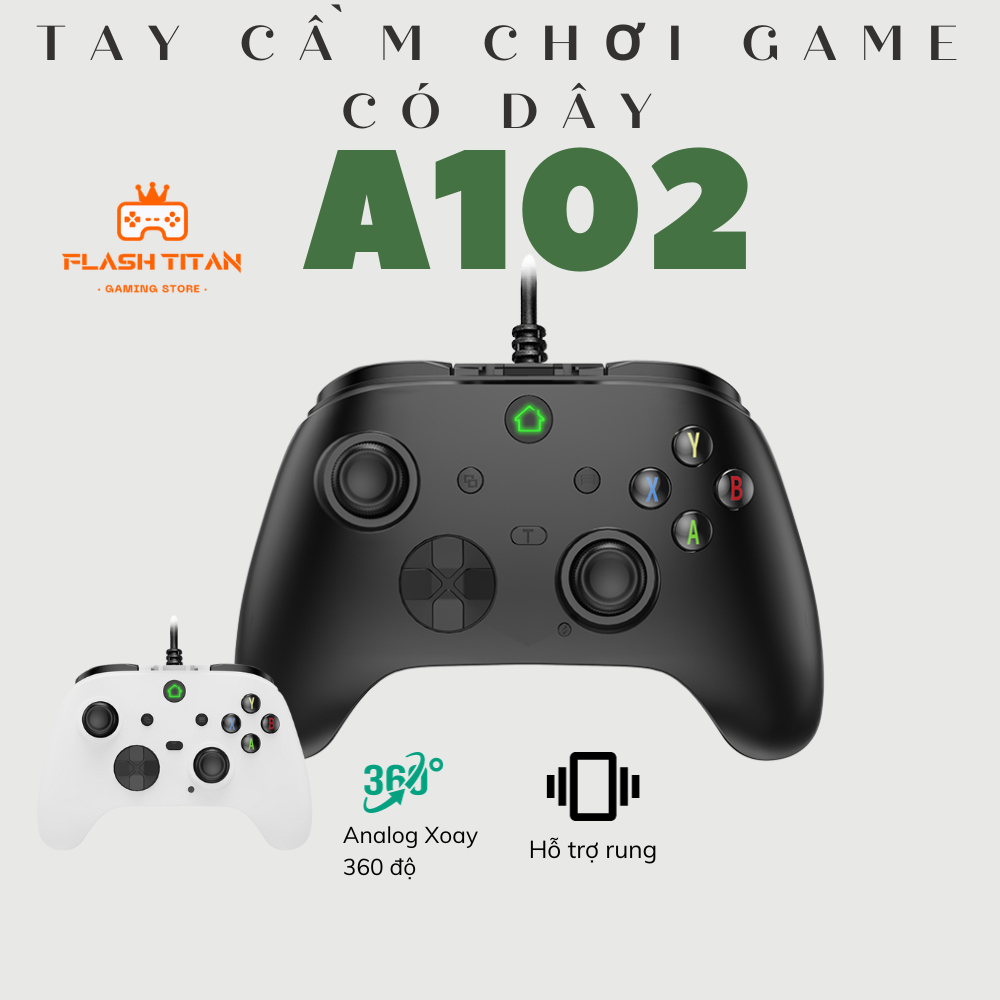 TAY CẦM CHƠI GAME
CÓ DÂY
A102
FLASH TITAN
· GAMING STORE ·
Y
X
B
A
T
Y
X
B
A
360°
Analog Xoay
360 độ
Hỗ trợ rung